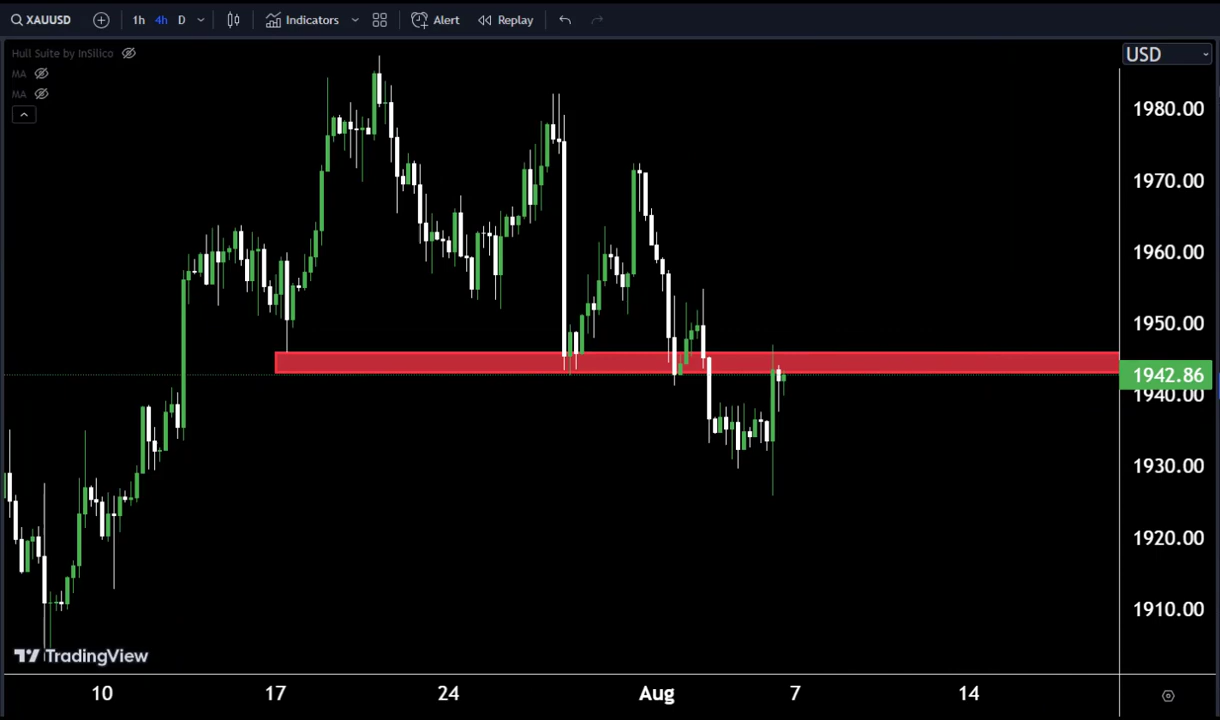 XAUUSD 1h 4h D Indicators Alert Replay
Hull Suite by InSilico
MA
MA
USD
1980.00
1970.00
1960.00
1950.00
1942.86
1940.00
1930.00
1920.00
1910.00
TradingView
10 17 24 Aug 7 14